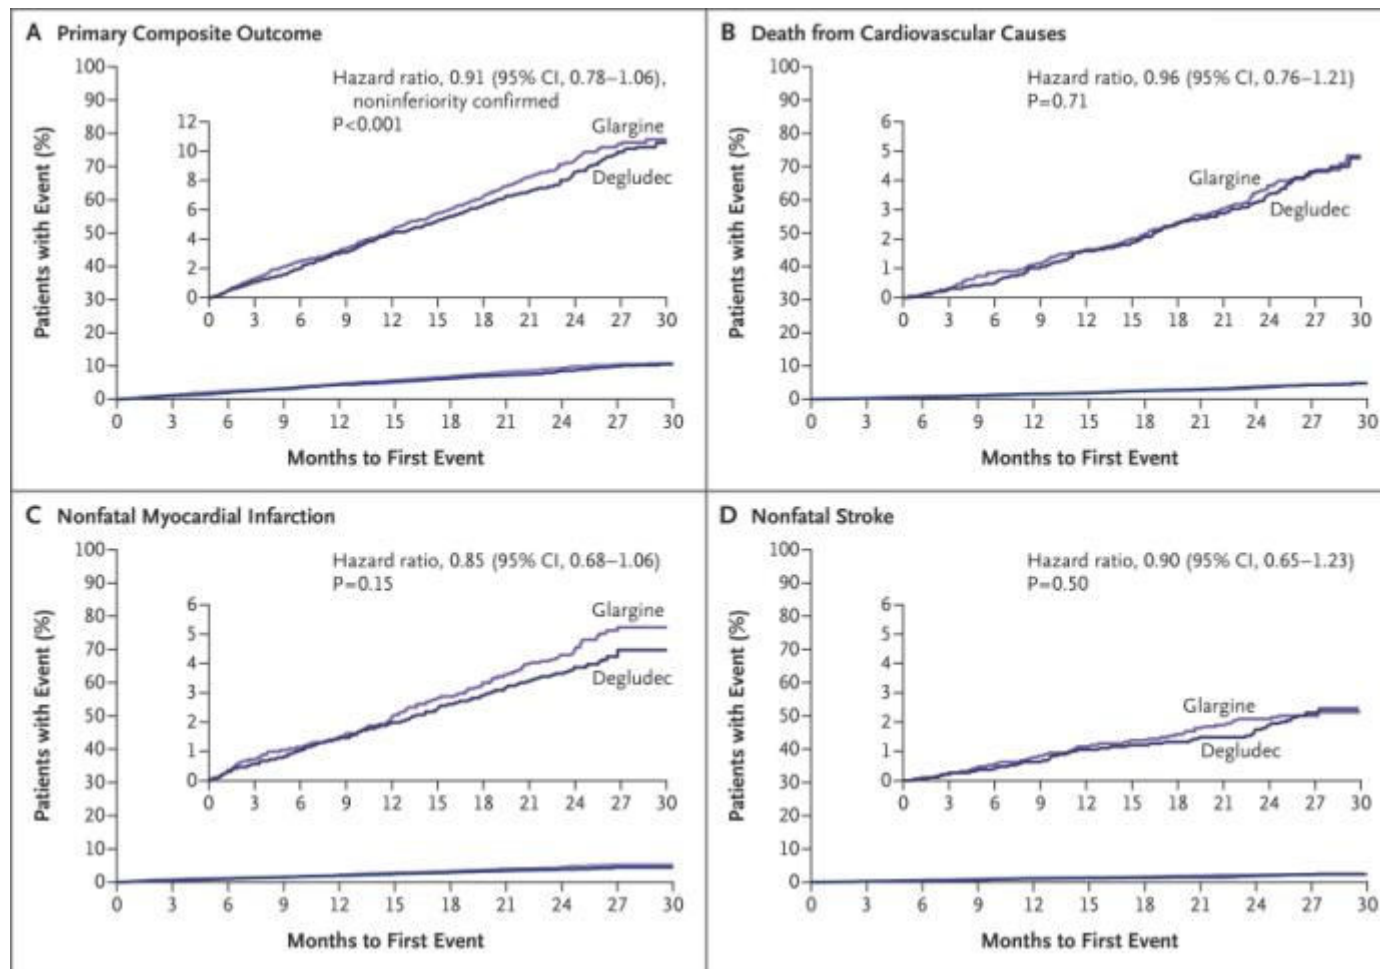 A Primary Composite Outcome
Patients with Event (%)
100
90
80
70
60
50
40
30
20
10
0
Hazard ratio, 0.91 (95% CI, 0.78–1.06),
noninferiority confirmed
P<0.001
12
10
8
6
4
2
0
Glargine
Degludec
0 3 6 9 12 15 18 21 24 27 30
0 3 6 9 12 15 18 21 24 27 30
Months to First Event
B Death from Cardiovascular Causes
Patients with Event (%)
100
90
80
70
60
50
40
30
20
10
0
Hazard ratio, 0.96 (95% CI, 0.76–1.21)
P=0.71
6
5
4
3
2
1
0
Glargine
Degludec
0 3 6 9 12 15 18 21 24 27 30
0 3 6 9 12 15 18 21 24 27 30
Months to First Event
C Nonfatal Myocardial Infarction
Patients with Event (%)
100
90
80
70
60
50
40
30
20
10
0
Hazard ratio, 0.85 (95% CI, 0.68–1.06)
P=0.15
6
5
4
3
2
1
0
Glargine
Degludec
0 3 6 9 12 15 18 21 24 27 30
0 3 6 9 12 15 18 21 24 27 30
Months to First Event
D Nonfatal Stroke
Patients with Event (%)
100
90
80
70
60
50
40
30
20
10
0
Hazard ratio, 0.90 (95% CI, 0.65–1.23)
P=0.50
6
5
4
3
2
1
0
Glargine
Degludec
0 3 6 9 12 15 18 21 24 27 30
0 3 6 9 12 15 18 21 24 27 30
Months to First Event